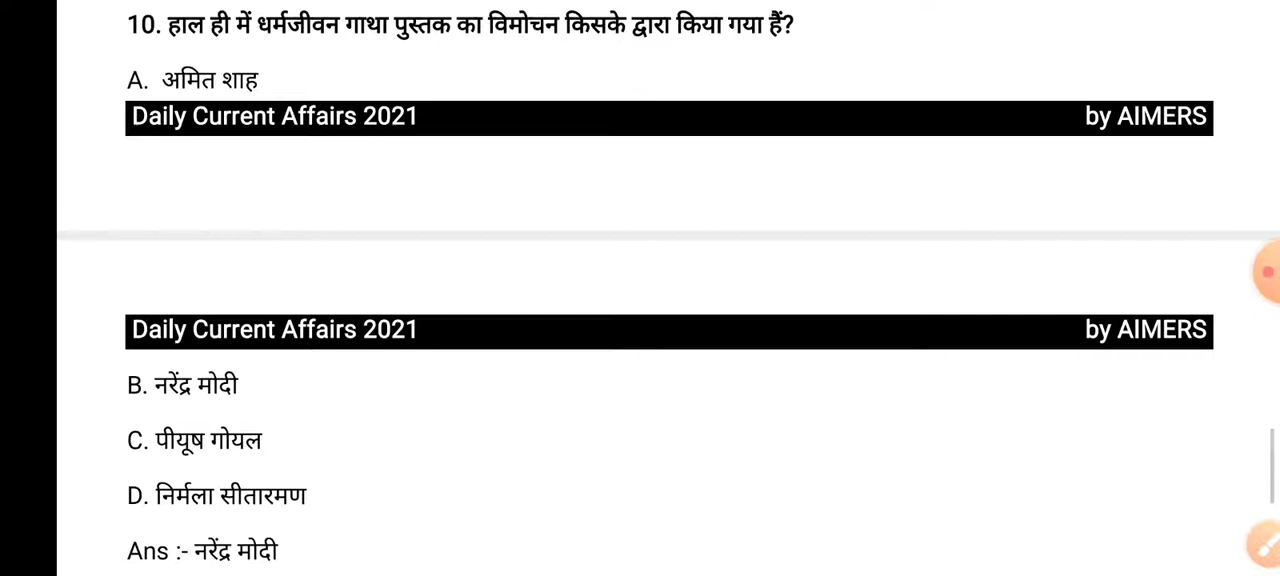 10. हाल ही में धर्मजीवन गाथा पुस्तक का विमोचन किसके द्वारा किया गया हैं?
A. अमित शाह
Daily Current Affairs 2021 by AIMERS
Daily Current Affairs 2021 by AIMERS
B. नरेंद्र मोदी
C. पीयूष गोयल
D. निर्मला सीतारमण
Ans :- नरेंद्र मोदी